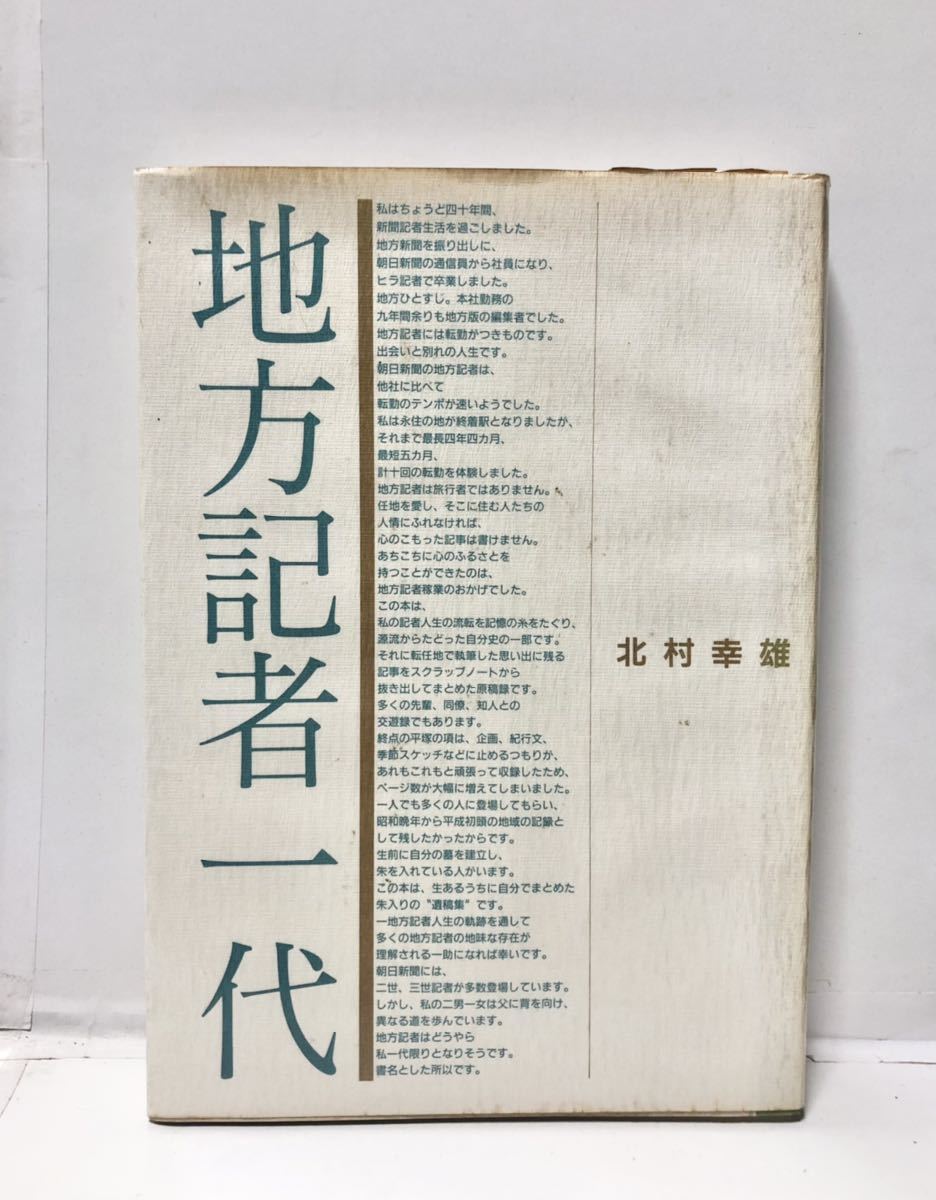 地方記者一代
私はちょうど四十年間、
新聞記者生活を過ごしました。
地方新聞を振り出しに、
朝日新聞の通信員から社員になり、
ヒラ記者で卒業しました。
地方ひとすじ。本社勤務の
九年間余りも地方版の編集者でした。
地方記者には転勤がつきものです。
出会いと別れの人生です。
朝日新聞の地方記者は、
他社に比べて
転勤のテンポが速いようでした。
私は永住の地が終着駅となりましたが、
それまで最長四年四カ月、
最短五カ月、
計十回の転勤を体験しました。
地方記者は旅行者ではありません。
任地を愛し、そこに住む人たちの
人情にふれなければ、
心のこもった記事は書けません。
あちこちに心のふるさとを
持つことができたのは、
地方記者稼業のおかげでした。
この本は、
私の記者人生の流転を記憶の糸をたぐり、
源流からたどった自分史の一部です。
それに転任地で執筆した思い出に残る
記事をスクラップノートから
抜き出してまとめた原稿録です。
多くの先輩、同僚、知人との
交遊録でもあります。
終点の平塚の項は、企画、紀行文、
季節スケッチなどに止めるつもりが、
あれもこれもと頑張って収録したため、
ページ数が大幅に増えてしまいました。
一人でも多くの人に登場してもらい、
昭和晩年から平成初頭の地域の記録と
して残したかったからです。
生前に自分の墓を建立し、
朱を入れている人がいます。
この本は、生あるうちに自分でまとめた
朱入りの〝遺稿集〟です。
一地方記者人生の軌跡を通して
多くの地方記者の地味な存在が
理解される一助になれば幸いです。
朝日新聞には、
二世、三世記者が多数登場しています。
しかし、私の二男一女は父に背を向け、
異なる道を歩んでいます。
地方記者はどうやら
私一代限りとなりそうです。
書名とした所以です。
北村幸雄